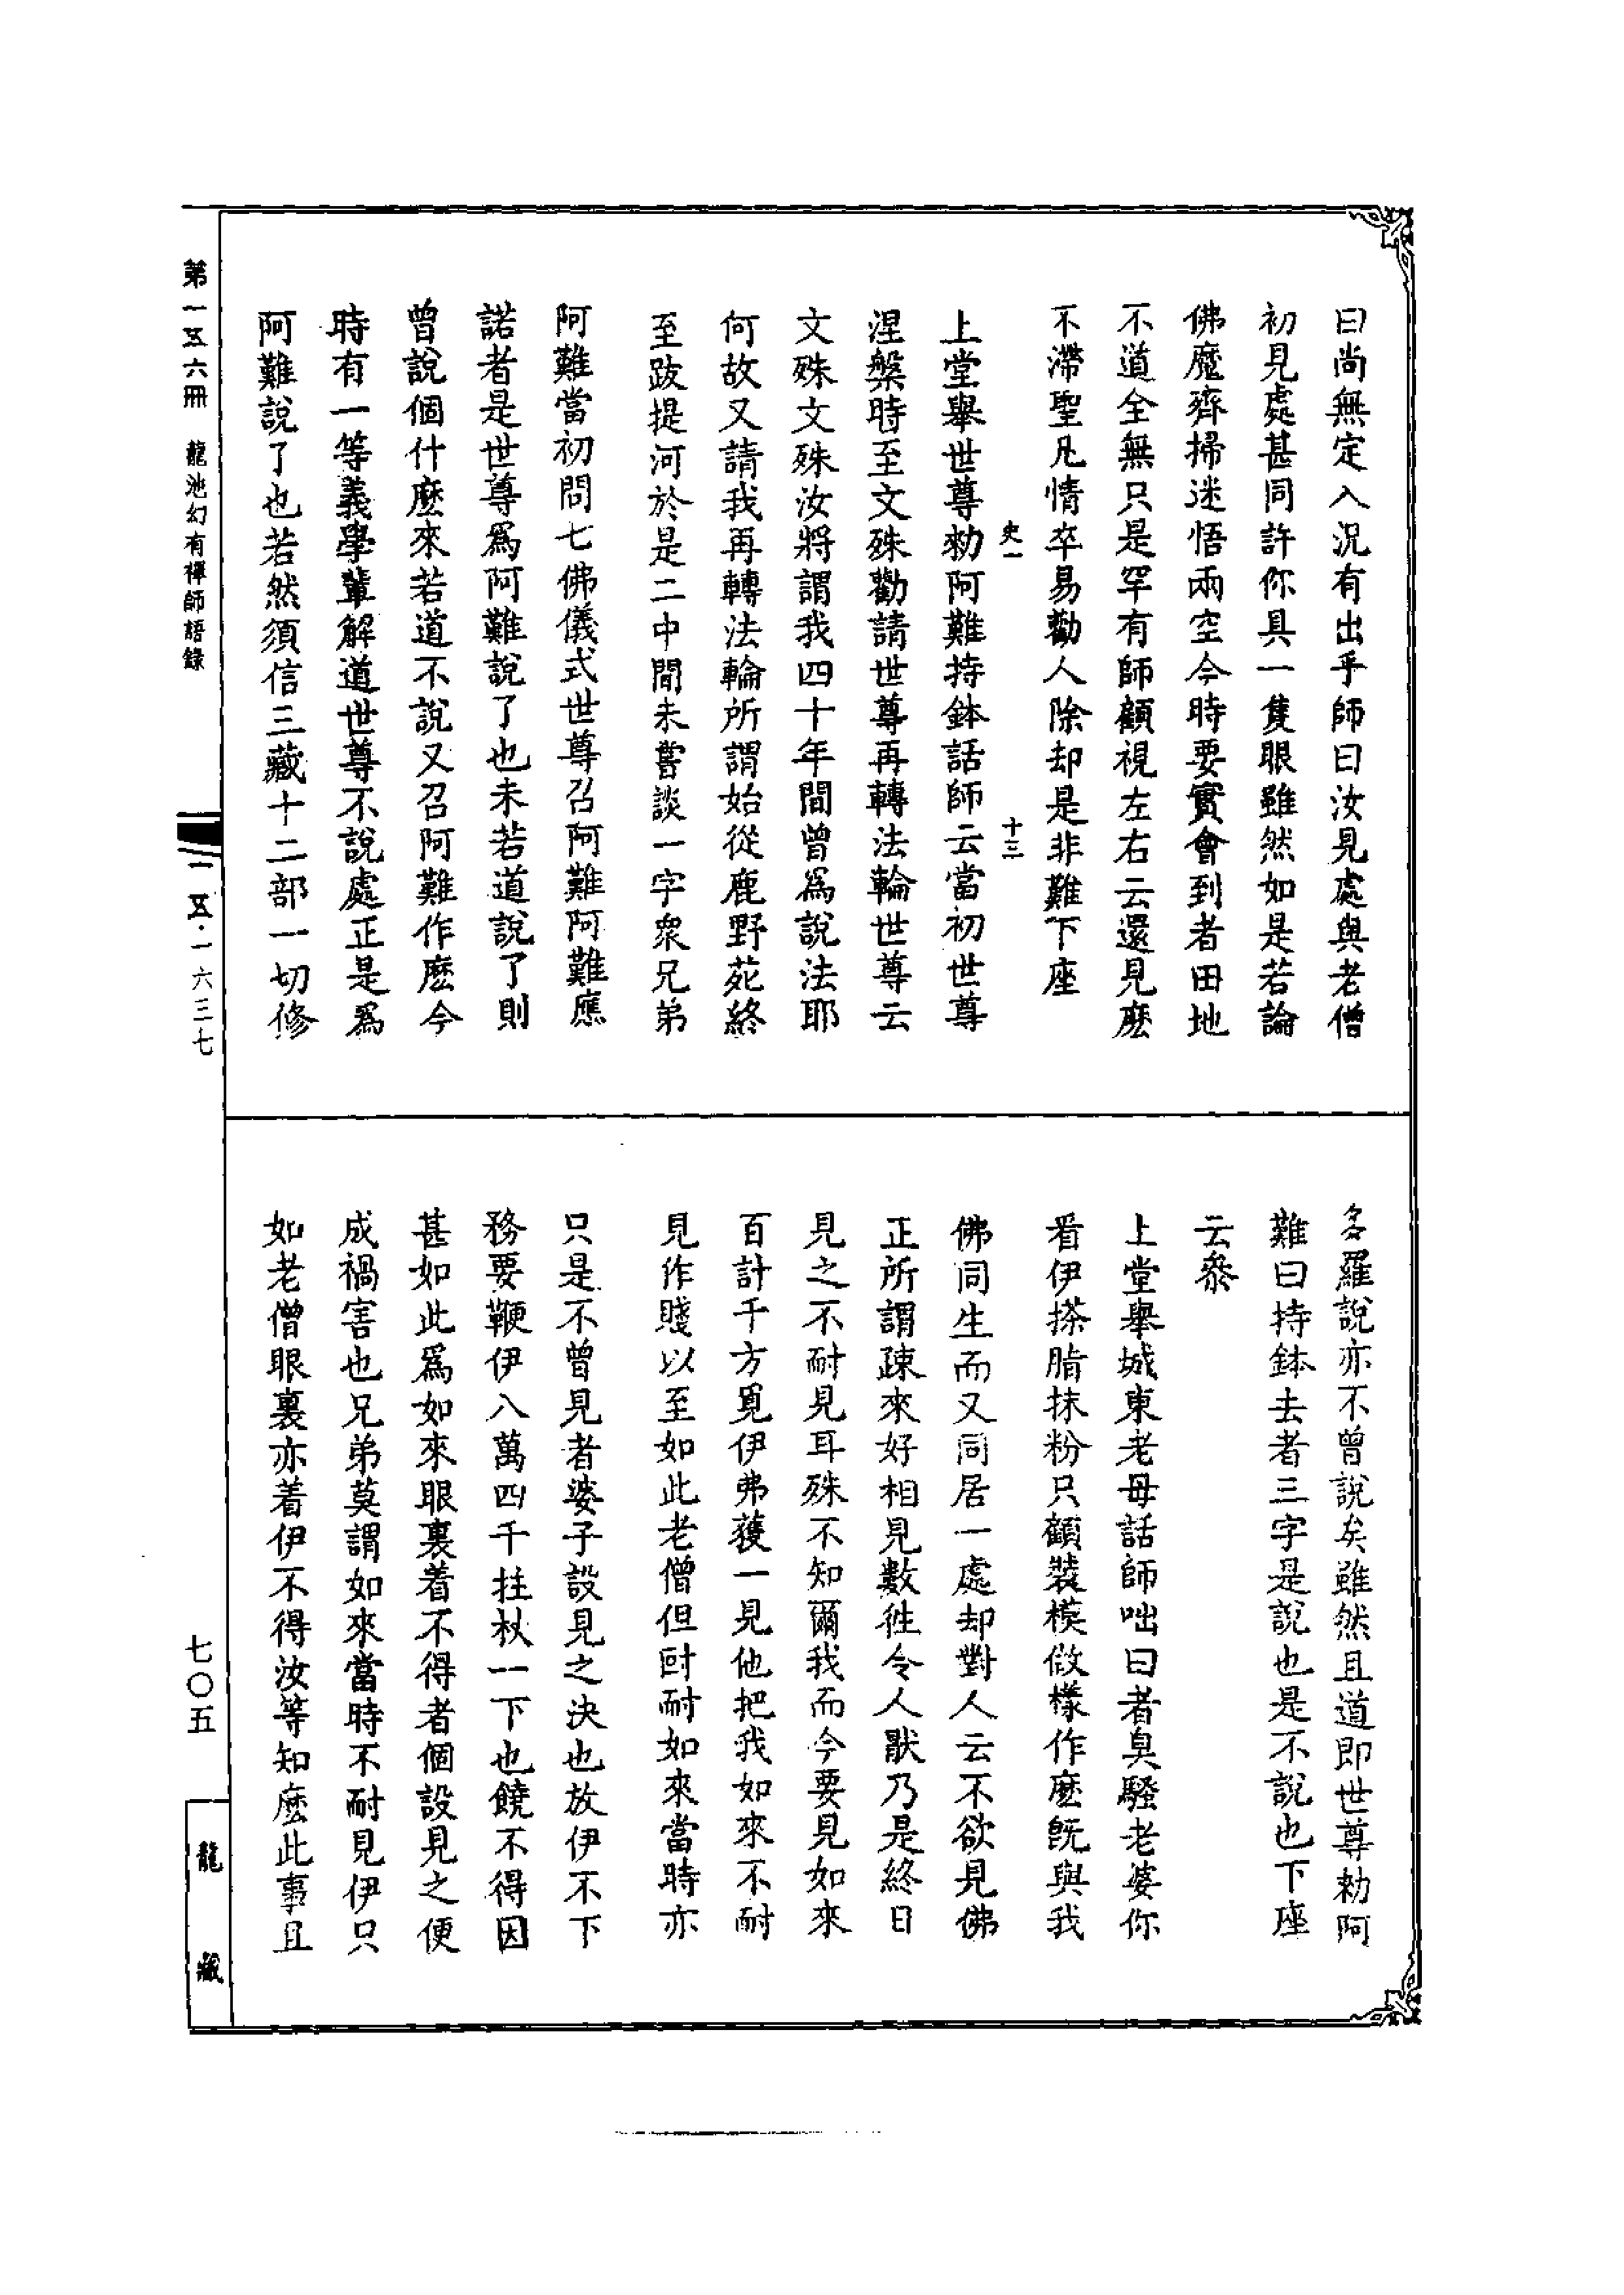 曰尚無定入況有出乎師曰汝見處與老僧
初見處甚同許你具一隻眼雖然如是若論
佛魔齊掃迷悟兩空今時要實會到者田地
不道全無只是罕有師顧視左右云還見麽
不滯聖凡情卒易勸人除却是非難下座
史一 十三
上堂舉世尊勑阿難持鉢話師云當初世尊
涅槃時至文殊勸請世尊再轉法輪世尊云
文殊文殊汝將謂我四十年間曾爲說法耶
何故又請我再轉法輪所謂始從鹿野苑終
至跋提河於是二中間未嘗談一字衆兄弟
阿難當初問七佛儀式世尊召阿難阿難應
諾者是世尊爲阿難說了也未若道說了則
曾說個什麽來若道不說又召阿難作麽今
時有一等義學輩解道世尊不說處正是爲
阿難說了也若然須信三藏十二部一切修
多羅說亦不曾說矣雖然且道即世尊勑阿
難曰持鉢去者三字是說也是不說也下座
云叅
上堂舉城東老母話師咄曰者臭騷老婆你
看伊搽脂抹粉只顧裝模做樣作麽旣與我
佛同生而又同居一處却對人云不欲見佛
正所謂疎來好相見數徃令人厭乃是終日
見之不耐見耳殊不知爾我而今要見如來
百計千方覓伊弗獲一見他把我如來不耐
見作賤以至如此老僧但囙耐如來當時亦
只是不曾見者婆子設見之決也放伊不下
務要鞭伊八萬四千拄杖一下也饒不得因
甚如此爲如來眼裏着不得者個設見之便
成禍害也兄弟莫謂如來當時不耐見伊只
如老僧眼裏亦着伊不得汝等知麽此事且
第一五六冊 龍池幻有禪師語錄
一五·一六三七
七〇五
龍藏